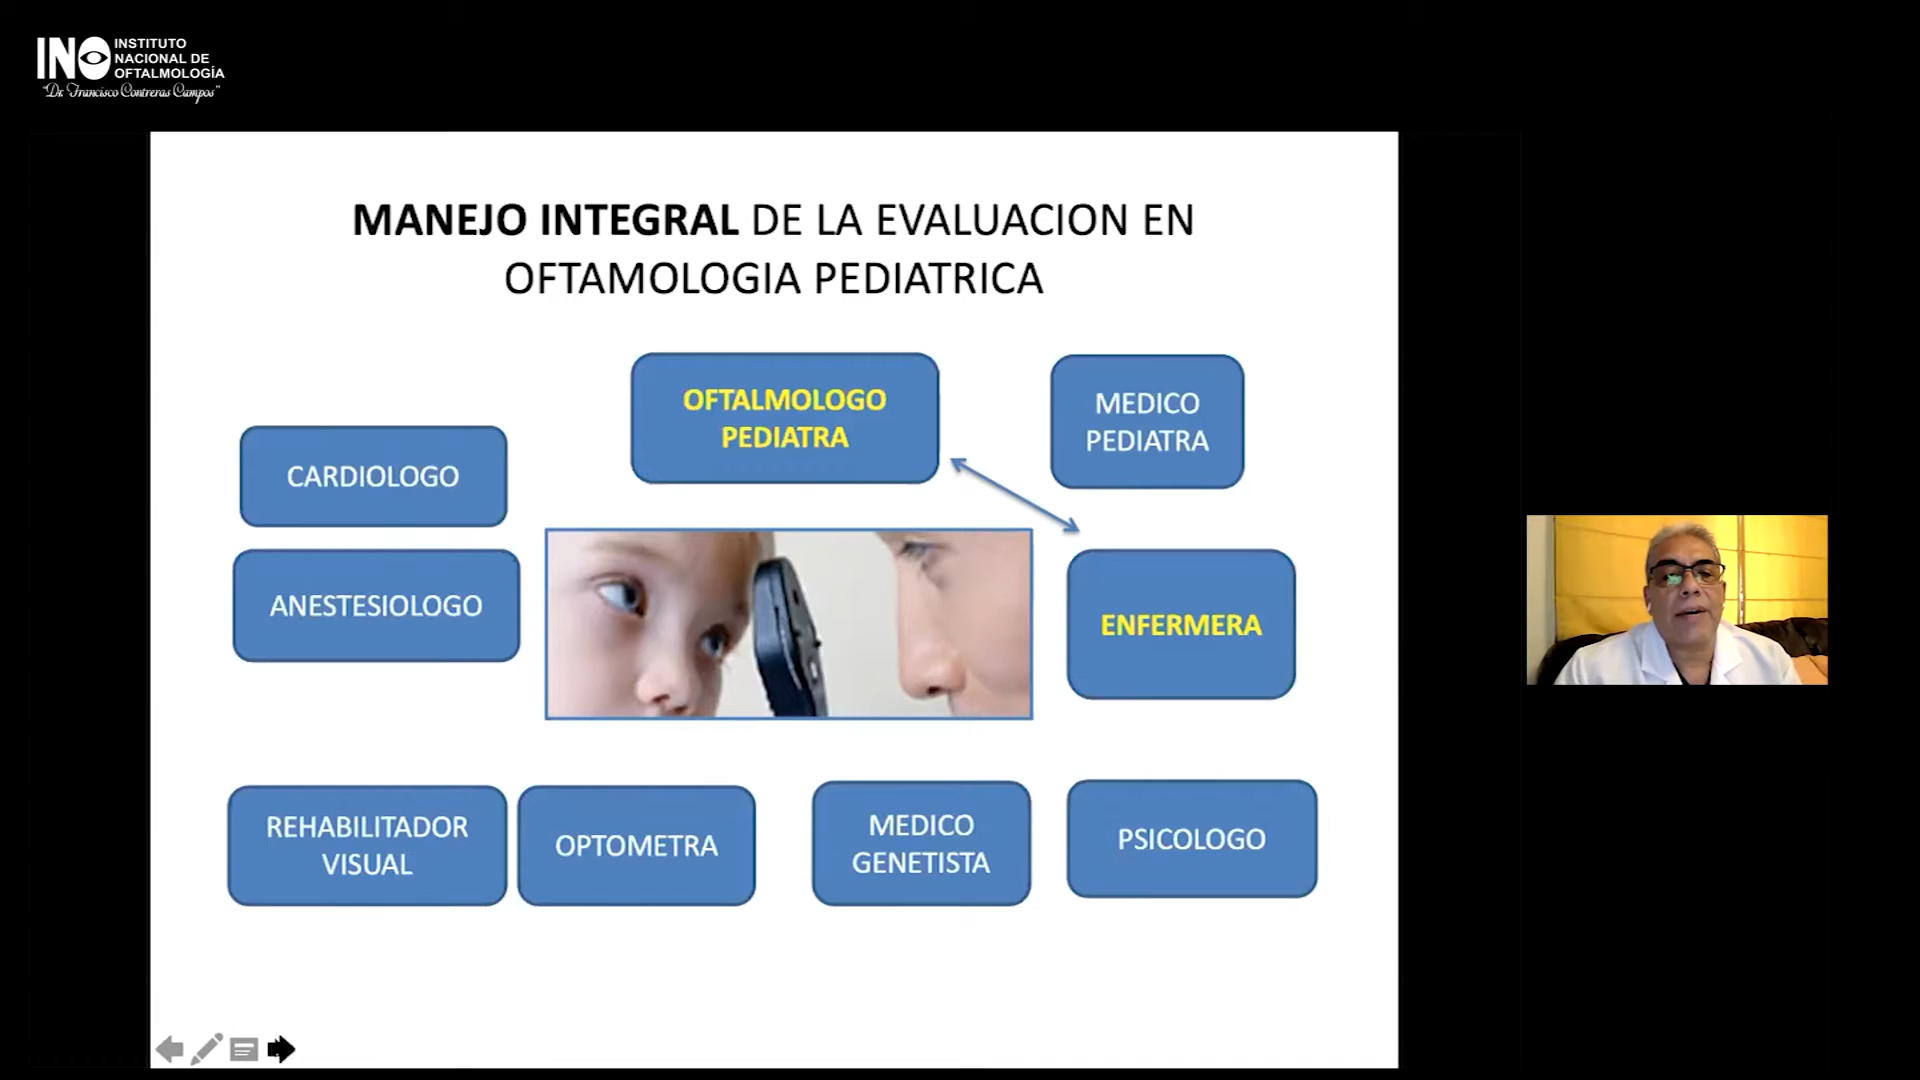 INO INSTITUTO
NACIONAL DE
OFTALMOLOGÍA
"Dr. Francisco Contreras Campos"
MANEJO INTEGRAL DE LA EVALUACION EN
OFTAMOLOGIA PEDIATRICA
OFTALMOLOGO
PEDIATRA
MEDICO
PEDIATRA
CARDIOLOGO
ANESTESIOLOGO
ENFERMERA
REHABILITADOR
VISUAL
OPTOMETRA
MEDICO
GENETISTA
PSICOLOGO